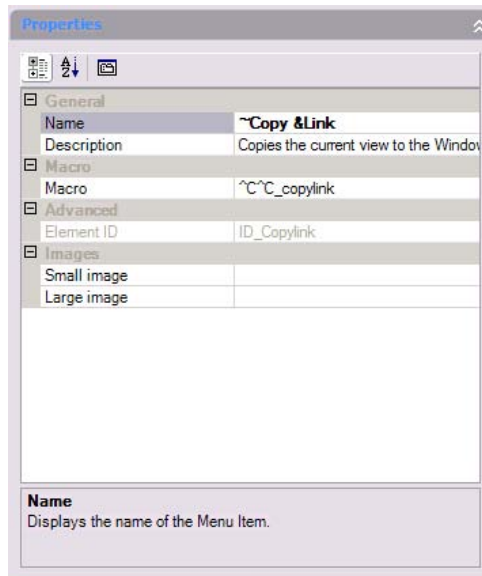 Properties
General
Name ~Copy &Link
Description Copies the current view to the Window
Macro
Macro ^C^C_copylink
Advanced
Element ID ID_Copylink
Images
Small image
Large image
Name
Displays the name of the Menu Item.